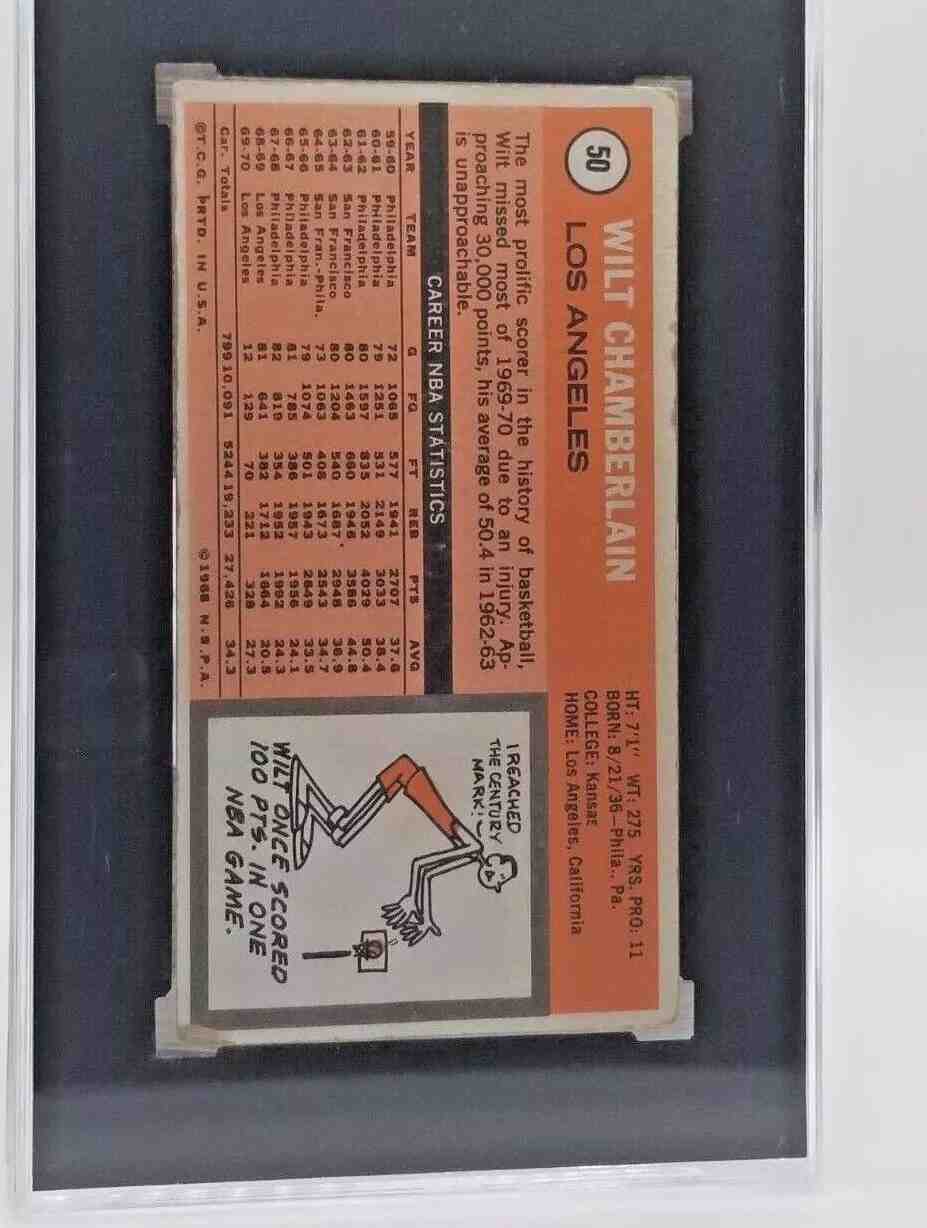 50
WILT CHAMBERLAIN
LOS ANGELES
HT: 7'1" WT: 275 YRS. PRO: 11
BORN: 8/21/36—Phila., Pa.
COLLEGE: Kansas
HOME: Los Angeles, California
The most prolific scorer in the history of basketball,
Wilt missed most of 1969-70 due to an injury. Ap-
proaching 30,000 points, his average of 50.4 in 1962-63
is unapproachable.
CAREER NBA STATISTICS
YEAR TEAM G FG FT REB PTS AVG
59-60 Philadelphia 72 1065 577 1941 2707 37.6
60-61 Philadelphia 79 1251 531 2149 3033 38.4
61-62 Philadelphia 80 1597 835 2052 4029 50.4
62-63 San Francisco 80 1463 660 1946 3586 44.8
63-64 San Francisco 80 1204 540 1687 2948 36.9
64-65 San Fran.-Phila. 73 1063 408 1673 2543 34.7
65-66 Philadelphia 79 1074 501 1943 2649 33.5
66-67 Philadelphia 81 785 386 1957 1956 24.1
67-68 Philadelphia 82 819 354 1952 1992 24.3
68-69 Los Angeles 81 641 382 1712 1664 20.5
69-70 Los Angeles 12 129 70 221 328 27.3
Car. Totals 799 10,091 5244 19,233 27,426 34.3
©T.C.G. PRTD. IN U.S.A. ©1968 N.B.P.A.
I REACHED
THE CENTURY
MARK!
WILT ONCE SCORED
100 PTS. IN ONE
NBA GAME.